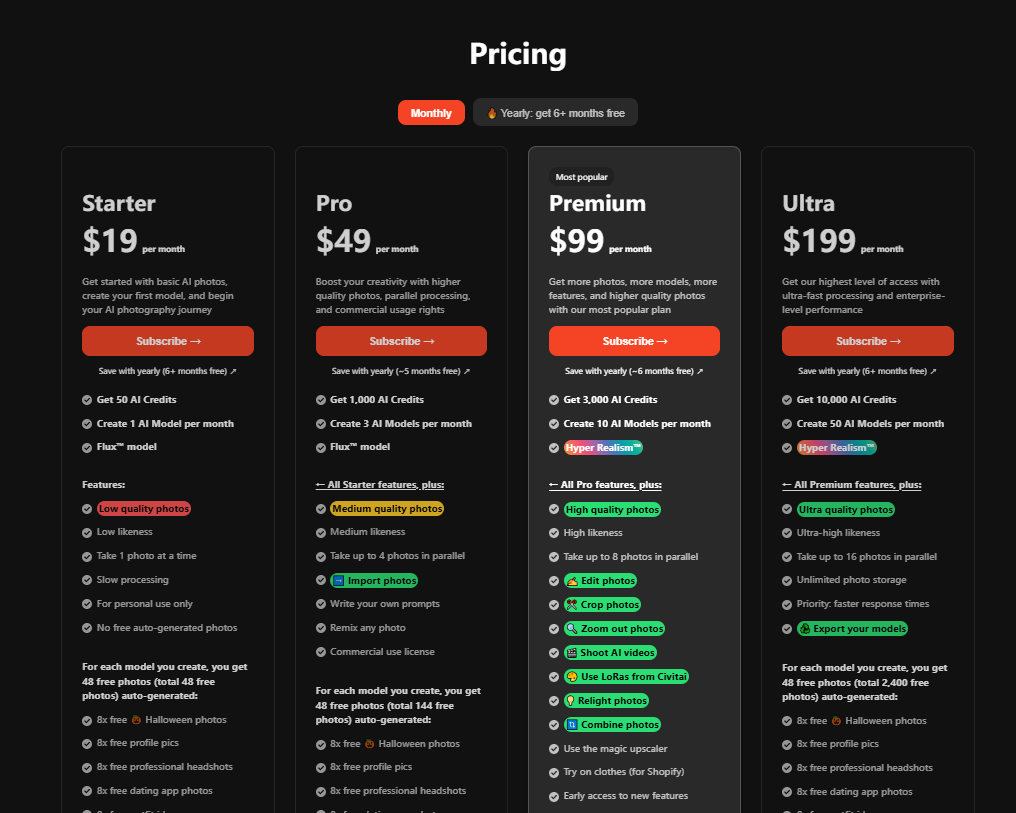 Pricing
Monthly
🔥 Yearly: get 6+ months free
Starter
$19 per month
Get started with basic AI photos,
create your first model, and begin
your AI photography journey
Subscribe →
Save with yearly (6+ months free) ↗
Get 50 AI Credits
Create 1 AI Model per month
Flux™ model
Features:
Low quality photos
Low likeness
Take 1 photo at a time
Slow processing
For personal use only
No free auto-generated photos
For each model you create, you get
48 free photos (total 48 free
photos) auto-generated:
8x free 🎃 Halloween photos
8x free profile pics
8x free professional headshots
8x free dating app photos
Pro
$49 per month
Boost your creativity with higher
quality photos, parallel processing,
and commercial usage rights
Subscribe →
Save with yearly (~5 months free) ↗
Get 1,000 AI Credits
Create 3 AI Models per month
Flux™ model
← All Starter features, plus:
Medium quality photos
Medium likeness
Take up to 4 photos in parallel
➡️ Import photos
Write your own prompts
Remix any photo
Commercial use license
For each model you create, you get
48 free photos (total 144 free
photos) auto-generated:
8x free 🎃 Halloween photos
8x free profile pics
8x free professional headshots
Most popular
Premium
$99 per month
Get more photos, more models, more
features, and higher quality photos
with our most popular plan
Subscribe →
Save with yearly (~6 months free) ↗
Get 3,000 AI Credits
Create 10 AI Models per month
Hyper Realism™
← All Pro features, plus:
High quality photos
High likeness
Take up to 8 photos in parallel
✍️ Edit photos
Crop photos
🔍 Zoom out photos
🎬 Shoot AI videos
🎨 Use LoRas from Civitai
💡 Relight photos
Combine photos
Use the magic upscaler
Try on clothes (for Shopify)
Early access to new features
Ultra
$199 per month
Get our highest level of access with
ultra-fast processing and enterprise-
level performance
Subscribe →
Save with yearly (6+ months free) ↗
Get 10,000 AI Credits
Create 50 AI Models per month
Hyper Realism™
← All Premium features, plus:
Ultra quality photos
Ultra-high likeness
Take up to 16 photos in parallel
Unlimited photo storage
Priority: faster response times
Export your models
For each model you create, you get
48 free photos (total 2,400 free
photos) auto-generated:
8x free 🎃 Halloween photos
8x free profile pics
8x free professional headshots
8x free dating app photos